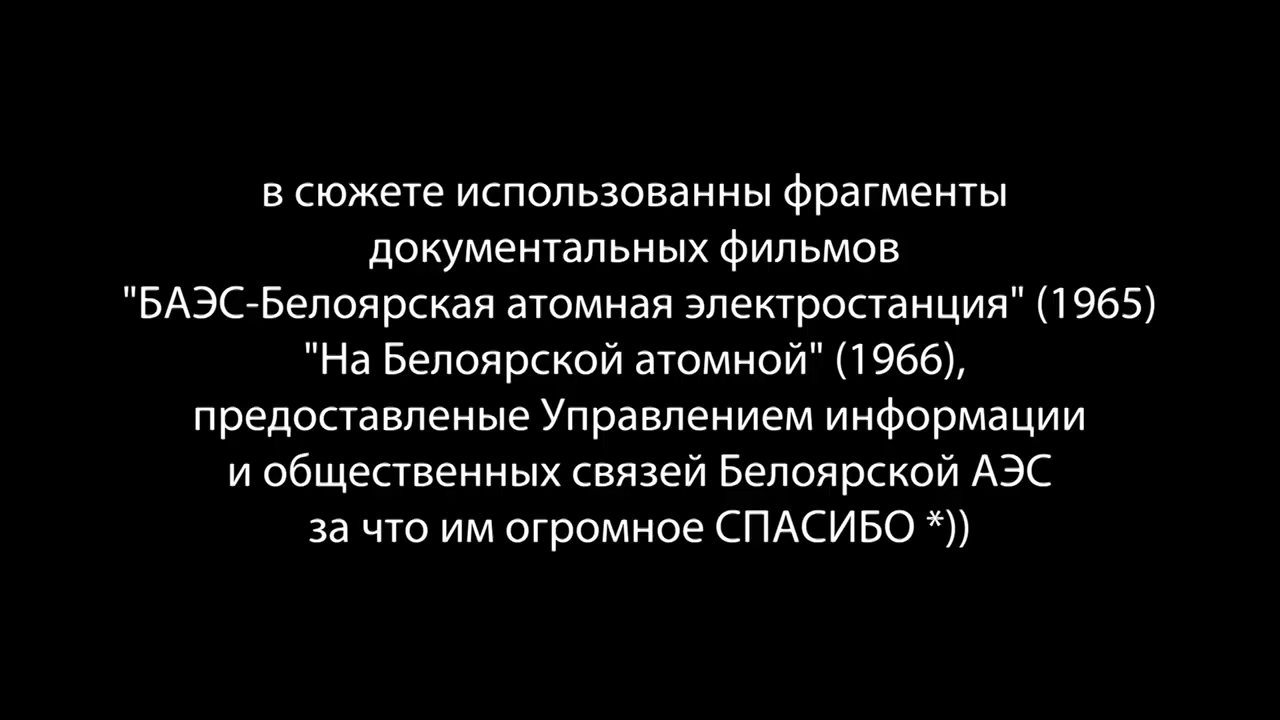 в сюжете использованны фрагменты
документальных фильмов
"БАЭС-Белоярская атомная электростанция" (1965)
"На Белоярской атомной" (1966),
предоставленые Управлением информации
и общественных связей Белоярской АЭС
за что им огромное СПАСИБО *))